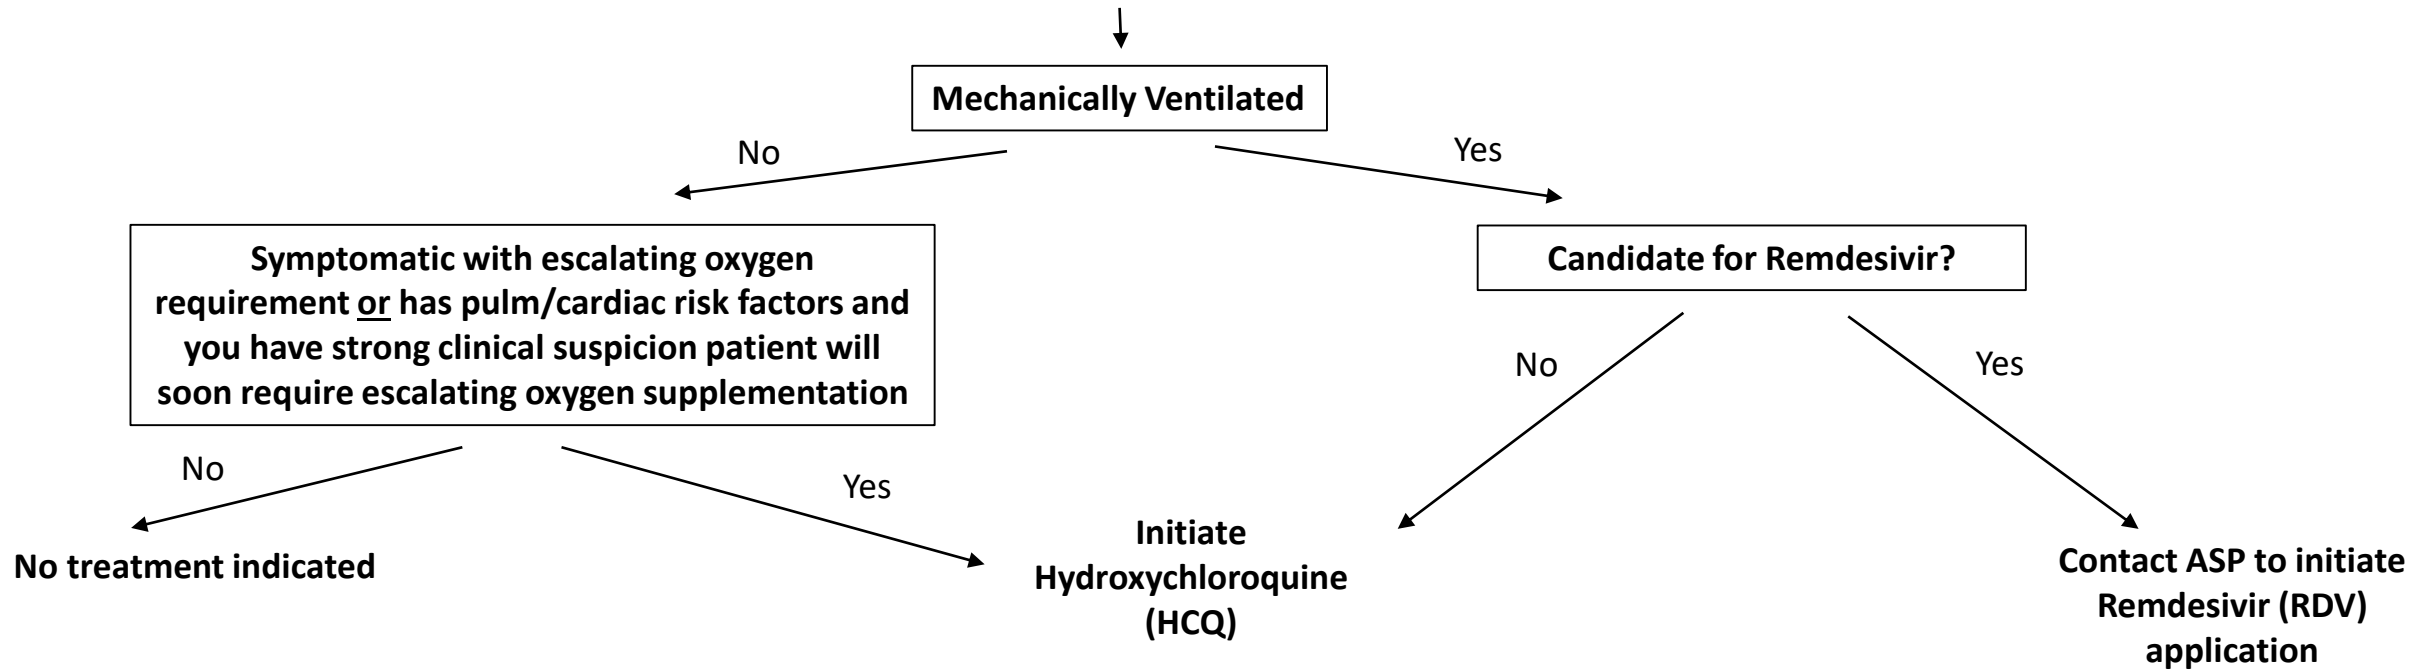 Mechanically Ventilated
No
Yes
Symptomatic with escalating oxygen
requirement or has pulm/cardiac risk factors and
you have strong clinical suspicion patient will
soon require escalating oxygen supplementation
Candidate for Remdesivir?
No
Yes
No
Yes
No treatment indicated
Initiate
Hydroxychloroquine
(HCQ)
Contact ASP to initiate
Remdesivir (RDV)
application